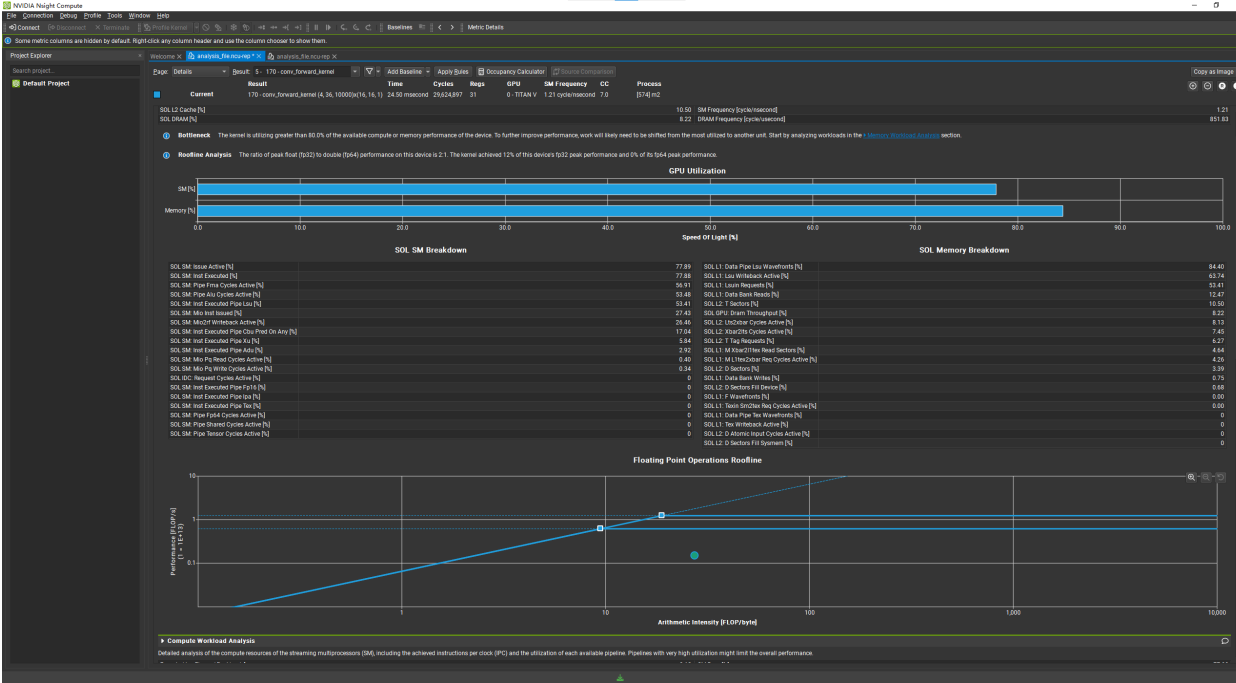 NVIDIA Nsight Compute
File Connection Debug Profile Tools Window Help
Connect Disconnect Terminate Profile Kernel Baselines Metric Details
Some metric columns are hidden by default. Right-click any column header and use the column chooser to show them.
Project Explorer
Search project...
Default Project
Welcome X analysis_file.ncu-rep * X analysis_file.ncu-rep X
Page: Details Result: 5 - 170 - conv_forward_kernel Add Baseline Apply Rules Occupancy Calculator Source Comparison Copy as Image
Result Time Cycles Regs GPU SM Frequency CC Process
Current 170 - conv_forward_kernel (4, 36, 10000)x(16, 16, 1) 24.50 msecond 29,624,897 31 0 - TITAN V 1.21 cycle/nsecond 7.0 [574] m2
SOL L2 Cache [%] 10.50 SM Frequency [cycle/nsecond] 1.21
SOL DRAM [%] 8.22 DRAM Frequency [cycle/usecond] 851.83
Bottleneck The kernel is utilizing greater than 80.0% of the available compute or memory performance of the device. To further improve performance, work will likely need to be shifted from the most utilized to another unit. Start by analyzing workloads in the Memory Workload Analysis section.
Roofline Analysis The ratio of peak float (fp32) to double (fp64) performance on this device is 2:1. The kernel achieved 12% of this device's fp32 peak performance and 0% of its fp64 peak performance.
GPU Utilization
SM [%]
Memory [%]
0.0 10.0 20.0 30.0 40.0 50.0 60.0 70.0 80.0 90.0 100.0
Speed Of Light [%]
SOL SM Breakdown SOL Memory Breakdown
SOL SM: Issue Active [%] 77.89 SOL L1: Data Pipe Lsu Wavefronts [%] 84.40
SOL SM: Inst Executed [%] 77.88 SOL L1: Lsu Writeback Active [%] 63.74
SOL SM: Pipe Fma Cycles Active [%] 56.91 SOL L1: Lsuin Requests [%] 53.41
SOL SM: Pipe Alu Cycles Active [%] 53.48 SOL L1: Data Bank Reads [%] 12.47
SOL SM: Inst Executed Pipe Lsu [%] 53.41 SOL L2: T Sectors [%] 10.50
SOL SM: Mio Inst Issued [%] 27.43 SOL GPU: Dram Throughput [%] 8.22
SOL SM: Mio2rf Writeback Active [%] 26.46 SOL L2: Lts2xbar Cycles Active [%] 8.13
SOL SM: Inst Executed Pipe Cbu Pred On Any [%] 17.04 SOL L2: Xbar2lts Cycles Active [%] 7.45
SOL SM: Inst Executed Pipe Xu [%] 5.84 SOL L2: T Tag Requests [%] 6.27
SOL SM: Inst Executed Pipe Adu [%] 2.92 SOL L1: M Xbar2l1tex Read Sectors [%] 4.64
SOL SM: Mio Pq Read Cycles Active [%] 0.40 SOL L1: M L1tex2xbar Req Cycles Active [%] 4.26
SOL SM: Mio Pq Write Cycles Active [%] 0.34 SOL L2: D Sectors [%] 3.39
SOL IDC: Request Cycles Active [%] 0 SOL L1: Data Bank Writes [%] 0.75
SOL SM: Inst Executed Pipe Fp16 [%] 0 SOL L2: D Sectors Fill Device [%] 0.68
SOL SM: Inst Executed Pipe Ipa [%] 0 SOL L1: F Wavefronts [%] 0.00
SOL SM: Inst Executed Pipe Tex [%] 0 SOL L1: Texin Sm2tex Req Cycles Active [%] 0.00
SOL SM: Pipe Fp64 Cycles Active [%] 0 SOL L1: Data Pipe Tex Wavefronts [%] 0
SOL SM: Pipe Shared Cycles Active [%] 0 SOL L1: Tex Writeback Active [%] 0
SOL SM: Pipe Tensor Cycles Active [%] 0 SOL L2: D Atomic Input Cycles Active [%] 0
SOL L2: D Sectors Fill Sysmem [%] 0
Floating Point Operations Roofline
10
1
0.1
Performance [FLOP/s]
(1 = 1E+13)
1 10 100 1,000 10,000
Arithmetic Intensity [FLOP/byte]
Compute Workload Analysis
Detailed analysis of the compute resources of the streaming multiprocessors (SM), including the achieved instructions per clock (IPC) and the utilization of each available pipeline. Pipelines with very high utilization might limit the overall performance.